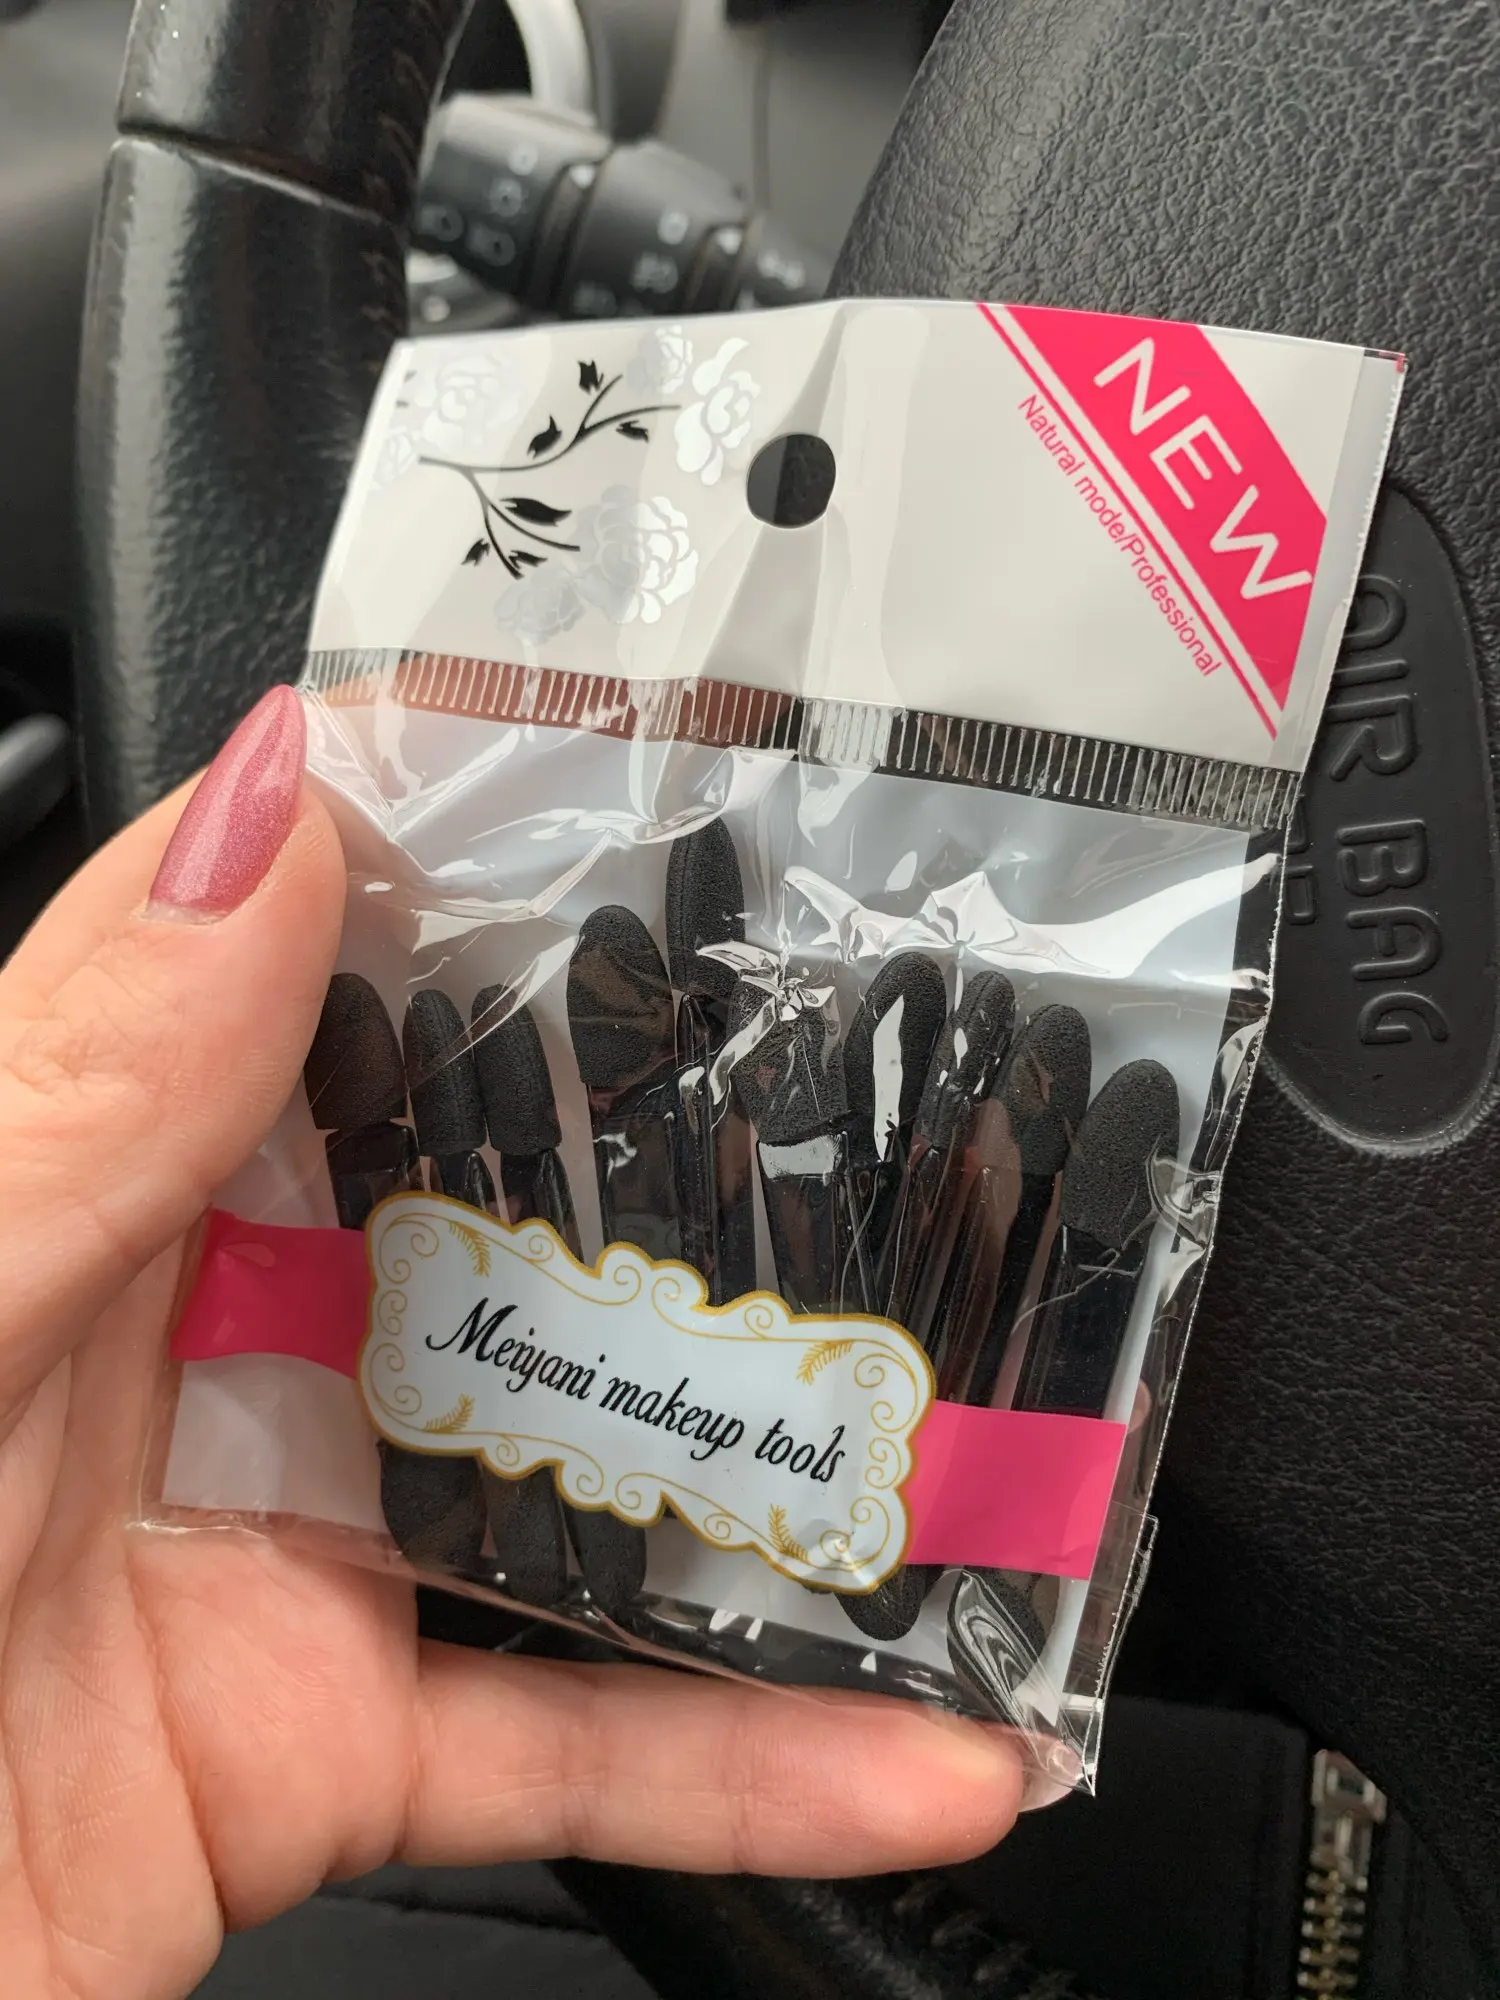 NEW
Natural mode/Professional
AIR BAG
Meiyani makeup tools